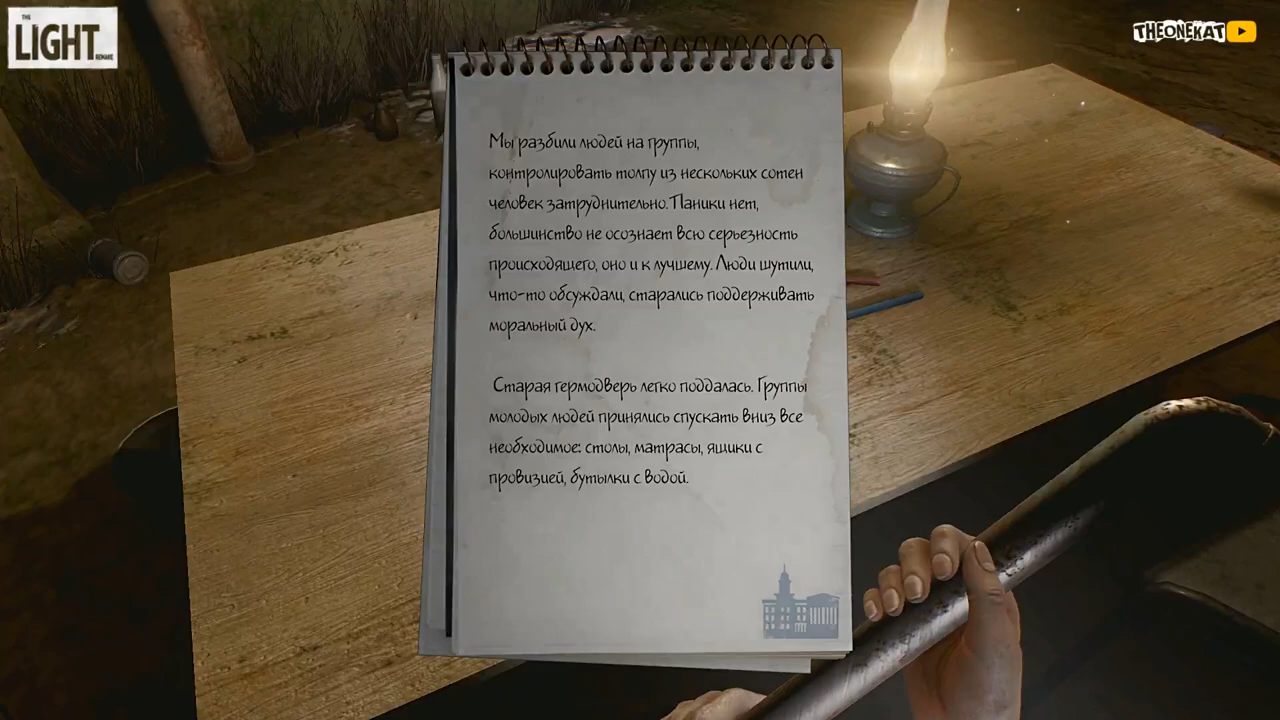 THE
LIGHT
REMAKE
THEONEKAT
Мы разбили людей на группы,
контролировать толпу из нескольких сотен
человек затруднительно. Паники нет,
большинство не осознает всю серьезность
происходящего, оно и к лучшему. Люди шутили,
что-то обсуждали, старались поддерживать
моральный дух.
Старая гермодверь легко поддалась. Группы
молодых людей принялись спускать вниз все
необходимое: столы, матрасы, ящики с
провизией, бутылки с водой.